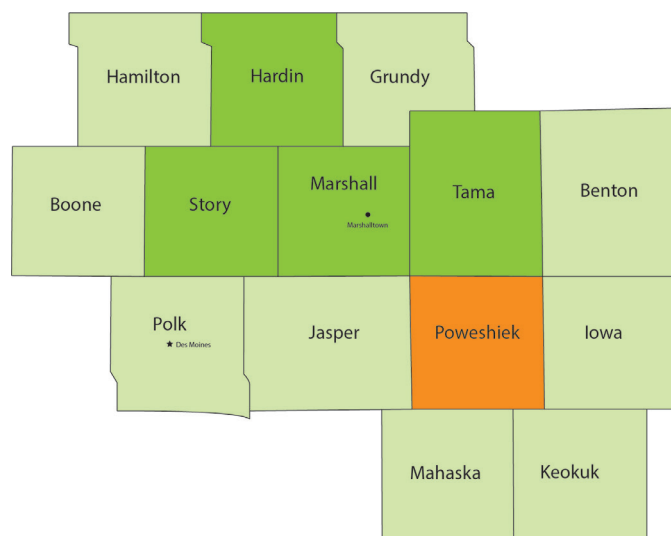 Hamilton
Hardin
Grundy
Boone
Story
Marshall
Marshalltown
Tama
Benton
Polk
Des Moines
Jasper
Poweshiek
Iowa
Mahaska
Keokuk